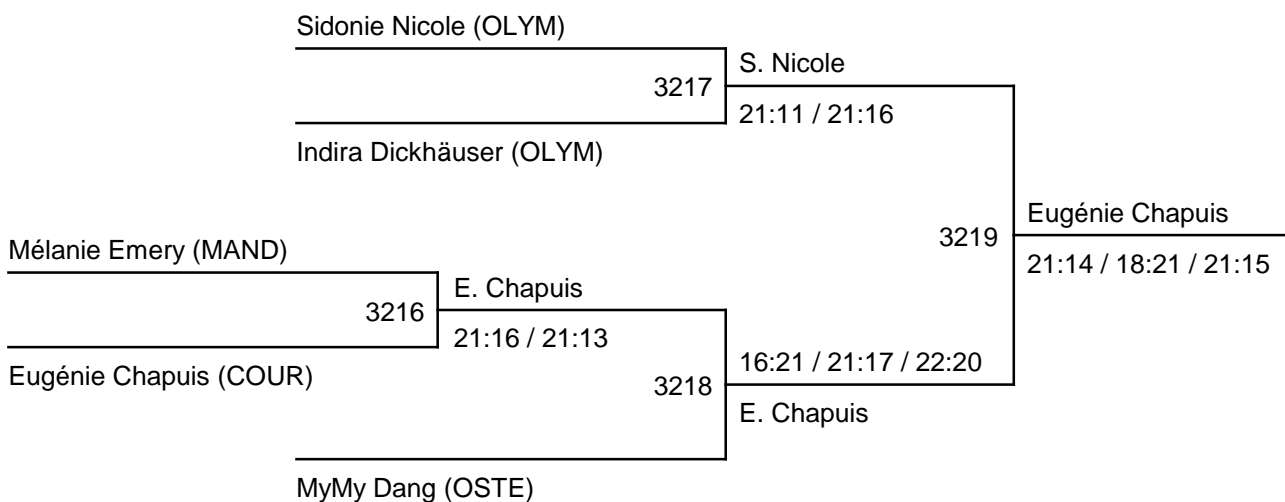 Sidonie Nicole (OLYM)
S. Nicole
3217
21:11 / 21:16
Indira Dickhäuser (OLYM)
Eugénie Chapuis
3219
Mélanie Emery (MAND)
21:14 / 18:21 / 21:15
E. Chapuis
3216
21:16 / 21:13
16:21 / 21:17 / 22:20
Eugénie Chapuis (COUR)
3218
E. Chapuis
MyMy Dang (OSTE)